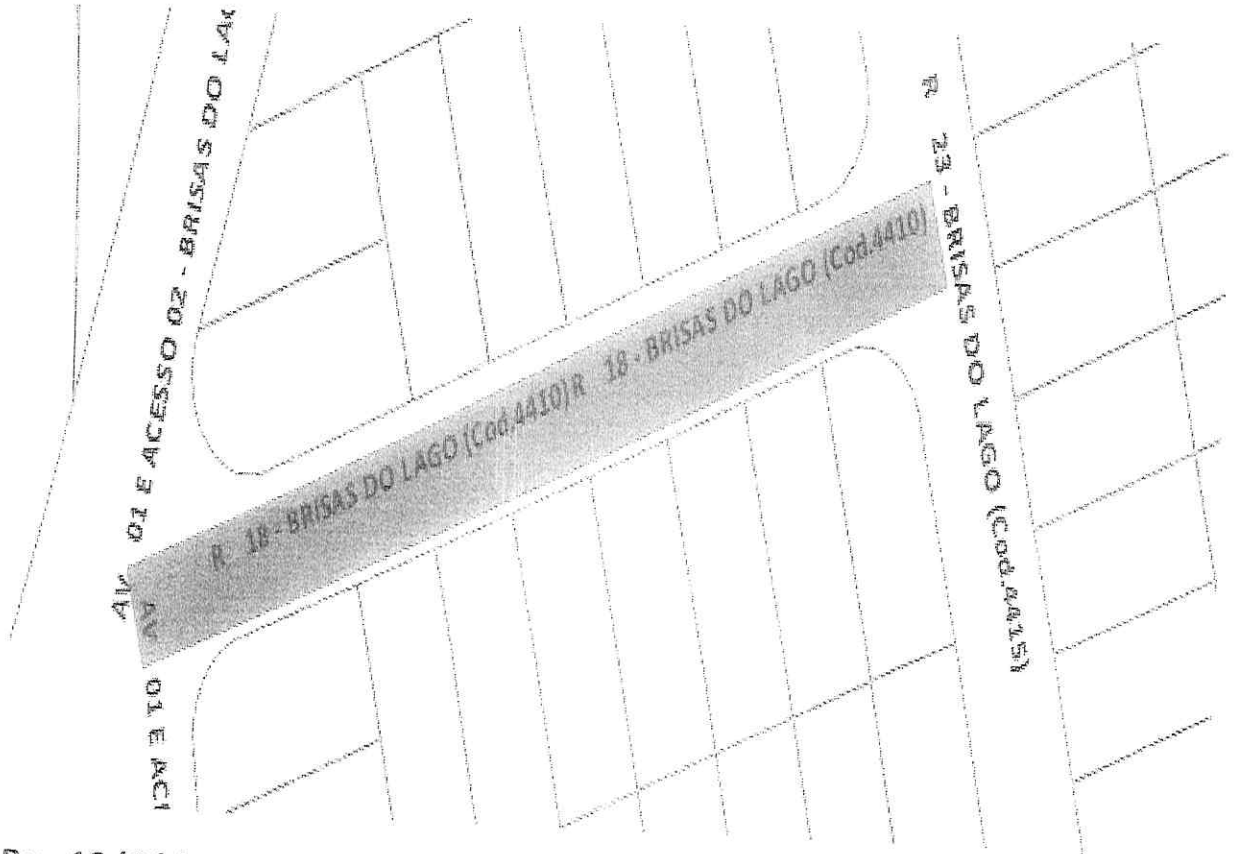 AV 01 E ACESSO 02 - BRISAS DO LA
R 23 - BRISAS DO LAGO (Cod.4415)
R 18 - BRISAS DO LAGO (Cod.4410) R 18 - BRISAS DO LAGO (Cod.4410)
AV 01 E ACI